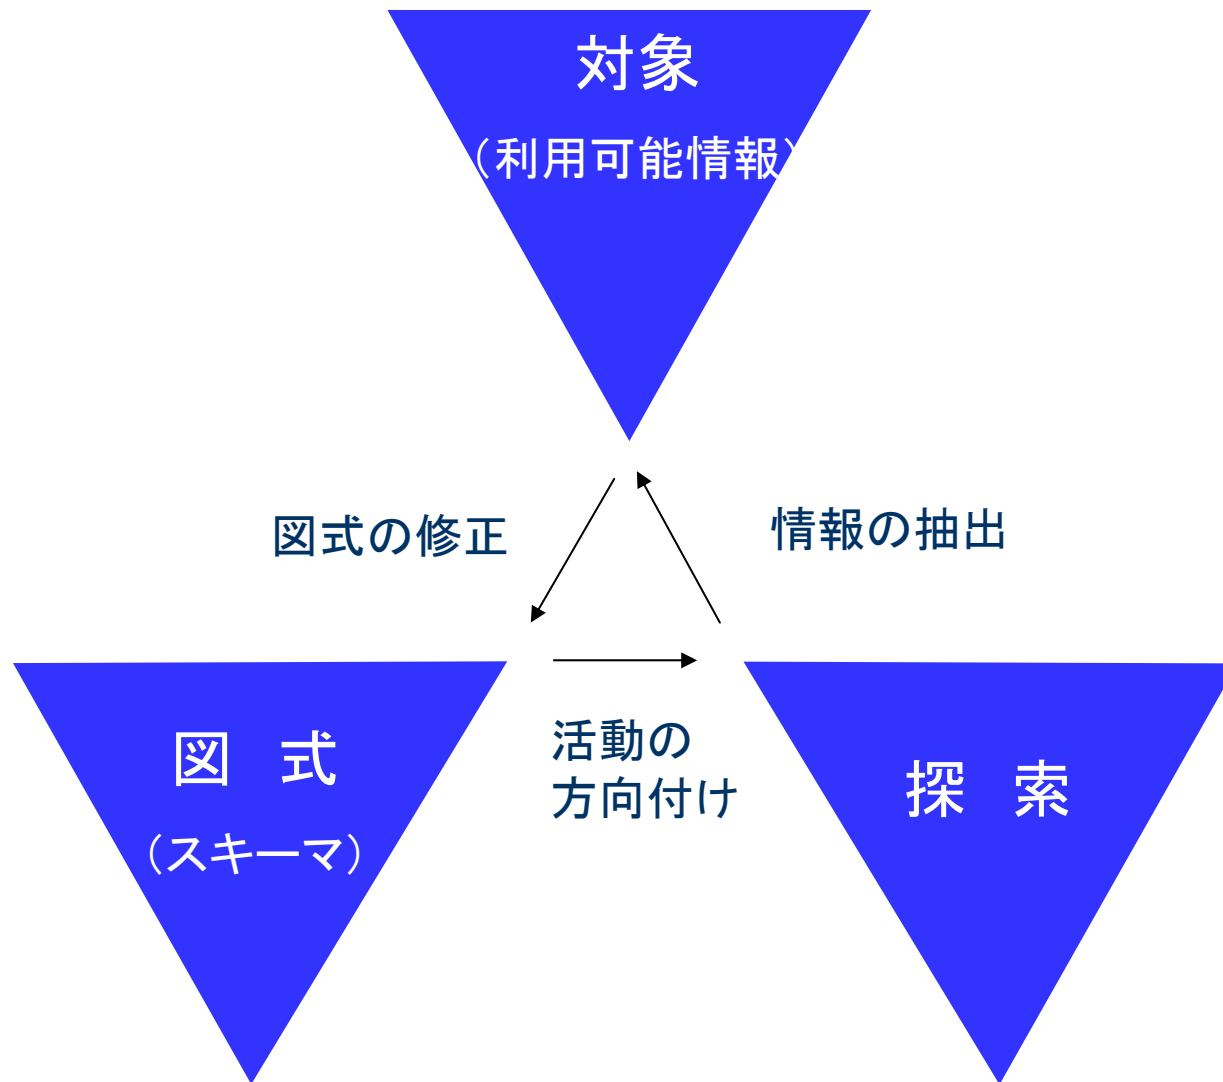 対象
（利用可能情報）
図式の修正
情報の抽出
図　式
（スキーマ）
活動の
方向付け
探　索